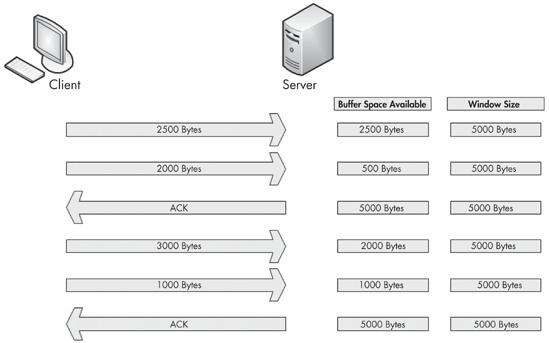 Client
Server
Buffer Space Available Window Size
2500 Bytes 2500 Bytes 5000 Bytes
2000 Bytes 500 Bytes 5000 Bytes
ACK 5000 Bytes 5000 Bytes
3000 Bytes 2000 Bytes 5000 Bytes
1000 Bytes 1000 Bytes 5000 Bytes
ACK 5000 Bytes 5000 Bytes